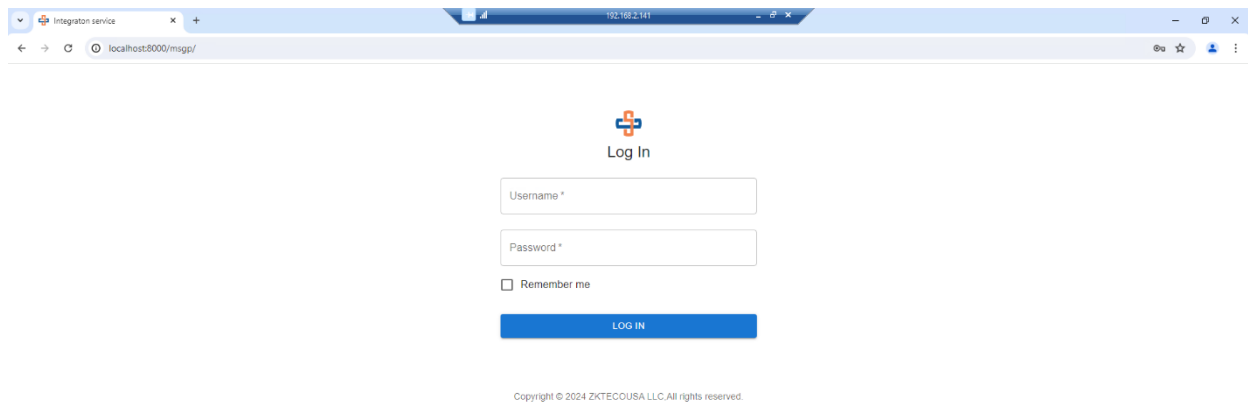 Integraton service
192.168.2.141
localhost:8000/msgp/
Log In
Username *
Password *
Remember me
LOG IN
Copyright © 2024 ZKTECOUSA LLC,All rights reserved.